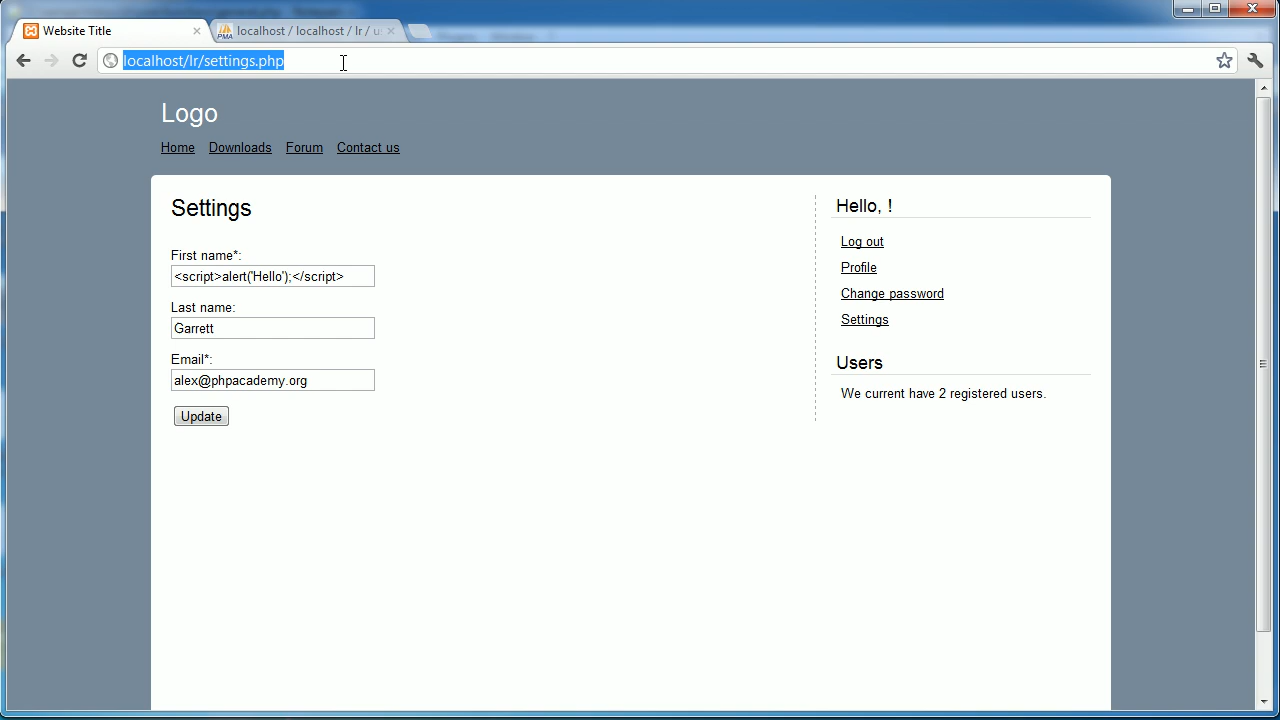 Website Title
localhost / localhost / lr / u
localhost/lr/settings.php
Logo
Home Downloads Forum Contact us
Settings
First name*:
<script>alert('Hello');</script>
Last name:
Garrett
Email*:
alex@phpacademy.org
Update
Hello, !
Log out
Profile
Change password
Settings
Users
We current have 2 registered users.